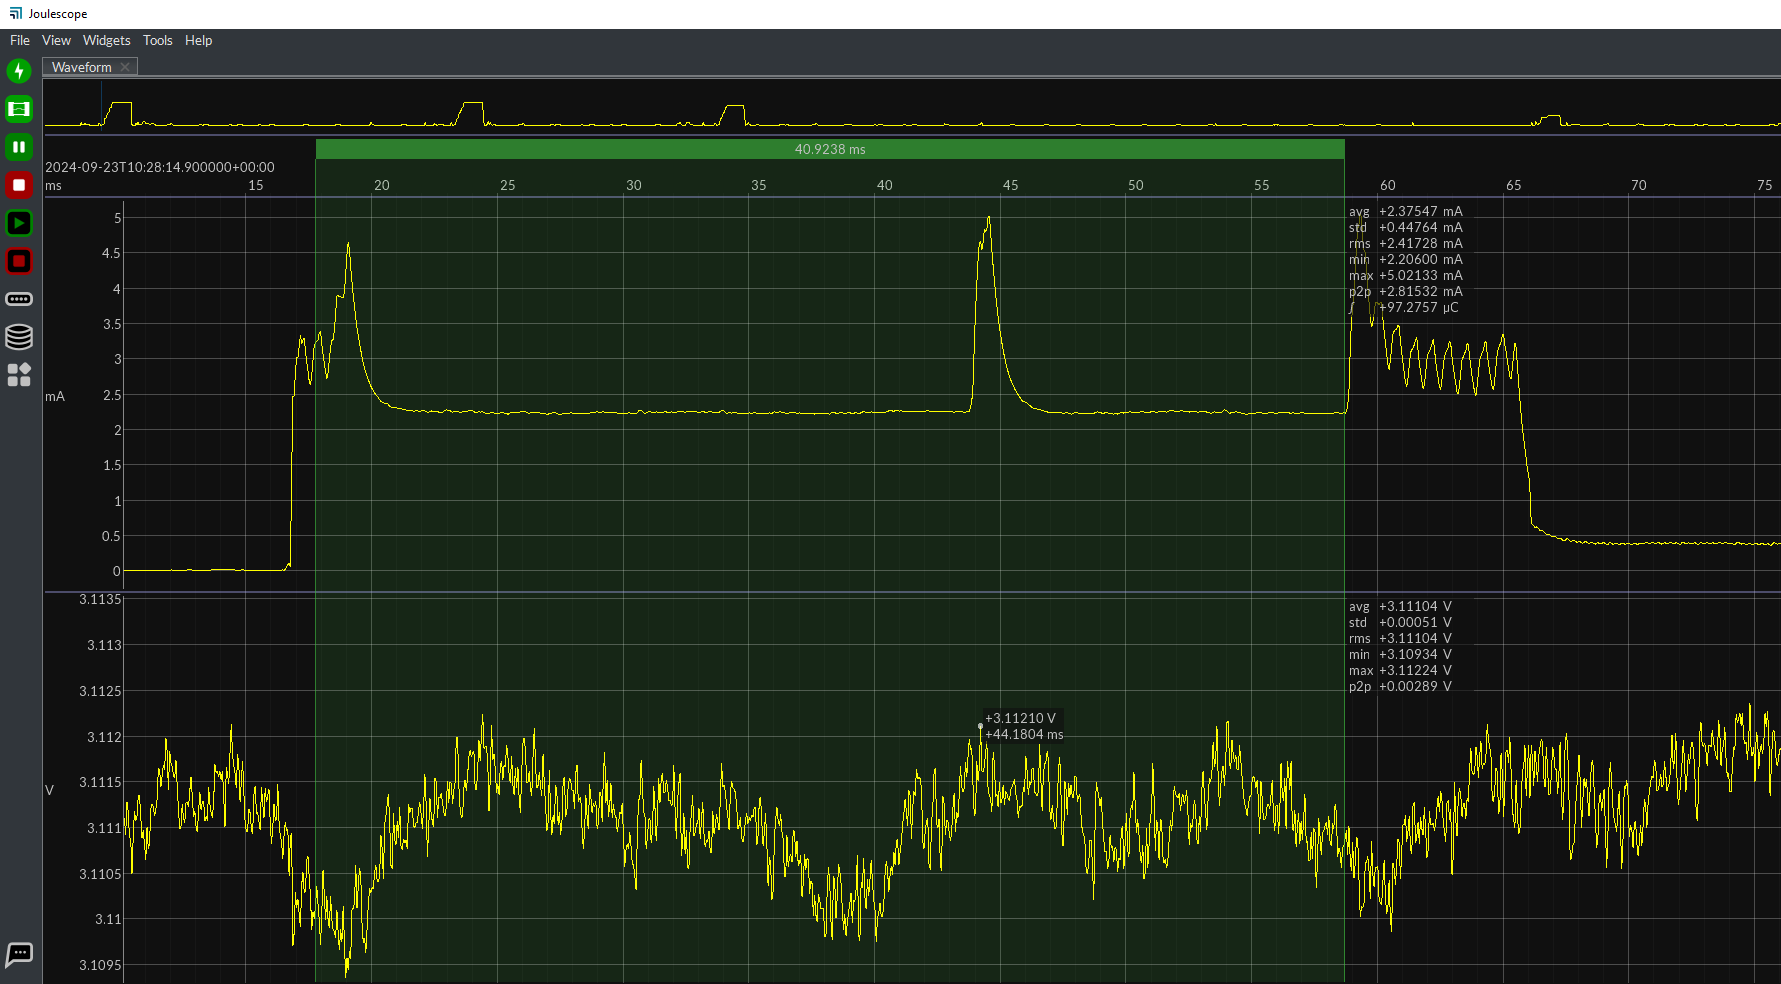 Joulescope
File View Widgets Tools Help
Waveform
40.9238 ms
2024-09-23T10:28:14.900000+00:00
ms 15 20 25 30 35 40 45 50 55 60 65 70 75
avg +2.37547 mA
std +0.44764 mA
rms +2.41728 mA
min +2.20600 mA
max +5.02133 mA
p2p +2.81532 mA
∫ +97.2757 µC
5
4.5
4
3.5
3
2.5
mA
2
1.5
1
0.5
0
3.1135
avg +3.11104 V
std +0.00051 V
rms +3.11104 V
min +3.10934 V
max +3.11224 V
p2p +0.00289 V
3.113
3.1125
+3.11210 V
+44.1804 ms
3.112
3.1115
V
3.111
3.1105
3.11
3.1095